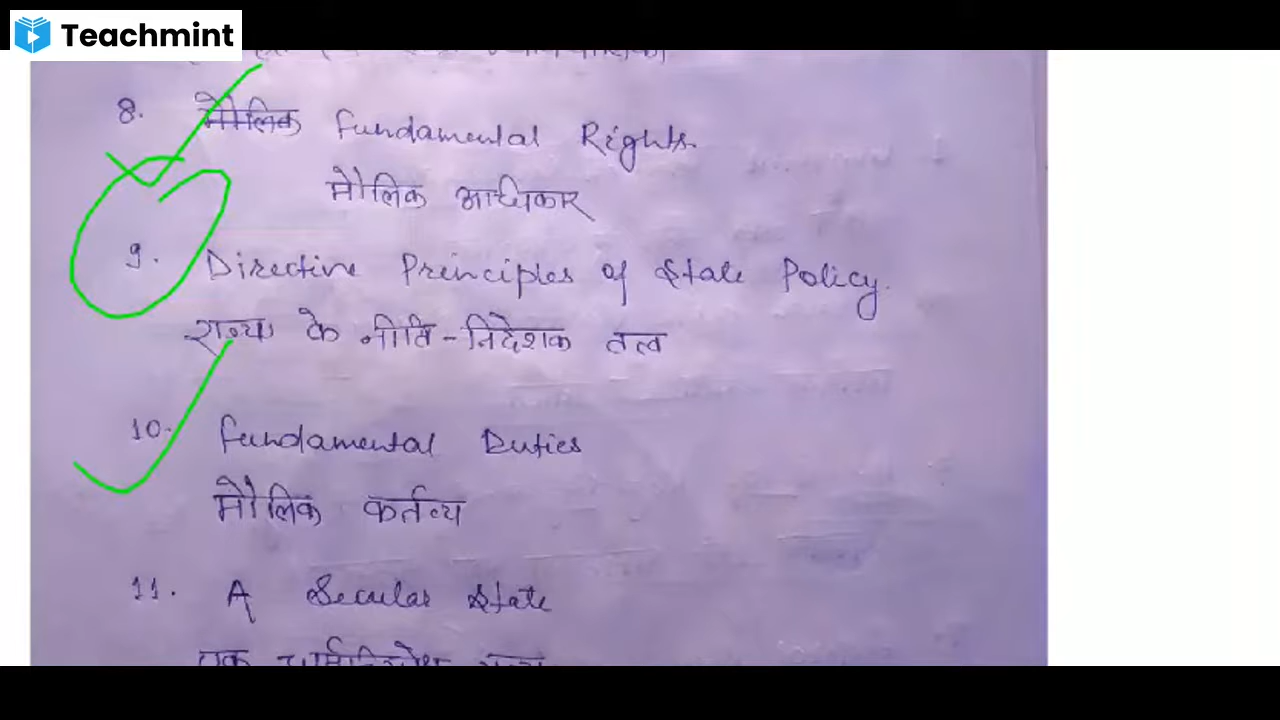 Teachmint
8. मौलिक Fundamental Rights.
मौलिक अधिकार
9. Directive Principles of State Policy.
राज्य के नीति-निदेशक तत्व
10. Fundamental Duties
मौलिक कर्तव्य
11. A Secular State
एक